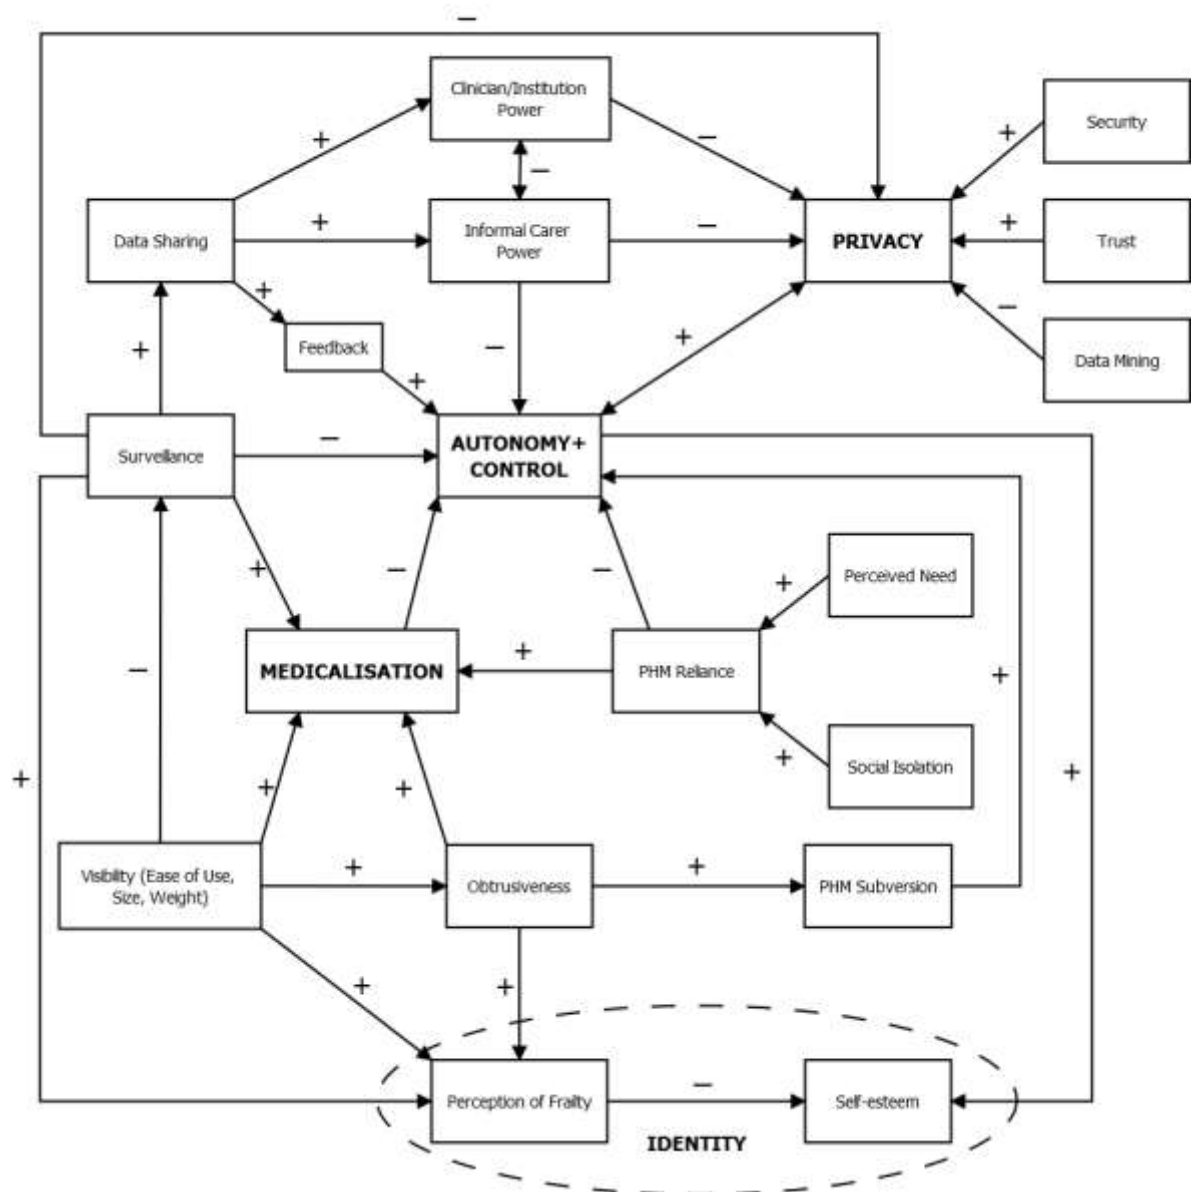 −
Clinician/Institution
Power
+
−
Security
+
−
Data Sharing
+
Informal Carer
Power
−
PRIVACY
+
Trust
+
Feedback
−
Data Mining
+
−
+
+
Surveillance
−
AUTONOMY+
CONTROL
+
−
−
+
Perceived Need
MEDICALISATION
+
PHM Reliance
−
+
+
+
Social Isolation
+
+
+
+
Visibility (Ease of Use,
Size, Weight)
+
Obtrusiveness
+
PHM Subversion
+
+
Perception of Frailty
−
Self-esteem
IDENTITY